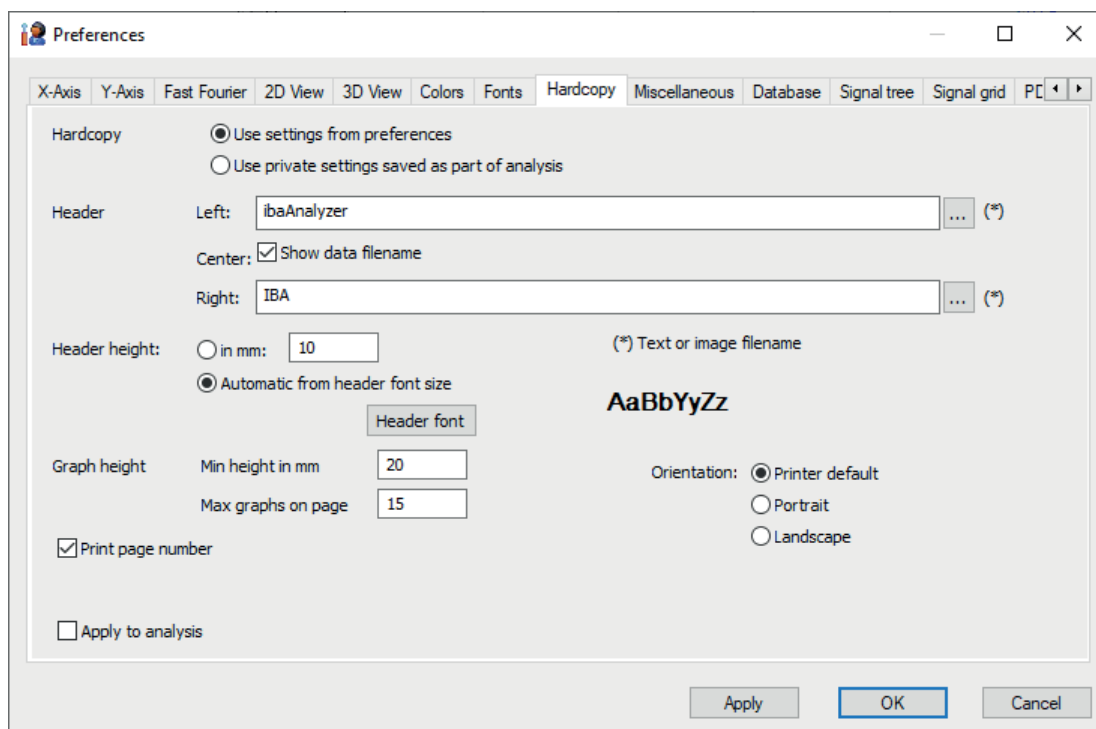 Preferences
X-Axis Y-Axis Fast Fourier 2D View 3D View Colors Fonts Hardcopy Miscellaneous Database Signal tree Signal grid
Hardcopy Use settings from preferences
Use private settings saved as part of analysis
Header Left: ibaAnalyzer ... (*)
Center: Show data filename
Right: IBA ... (*)
Header height: in mm: 10 (*) Text or image filename
Automatic from header font size
AaBbYyZz
Header font
Graph height Min height in mm 20 Orientation: Printer default
Max graphs on page 15 Portrait
Landscape
Print page number
Apply to analysis
Apply OK Cancel